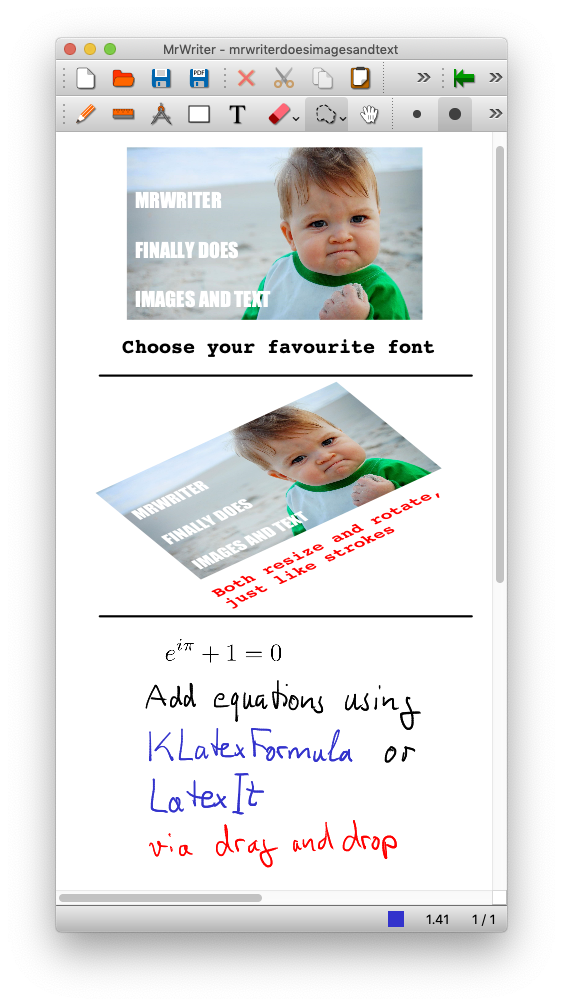 MrWriter - mrwriterdoesimagesandtext
PDF
T
MRWRITER
FINALLY DOES
IMAGES AND TEXT
Choose your favourite font
MRWRITER
FINALLY DOES
IMAGES AND TEXT
Both resize and rotate,
just like strokes
e^{iπ} + 1 = 0
Add equations using
KLatexFormula or
LatexIt
via drag and drop
1.41 1 / 1